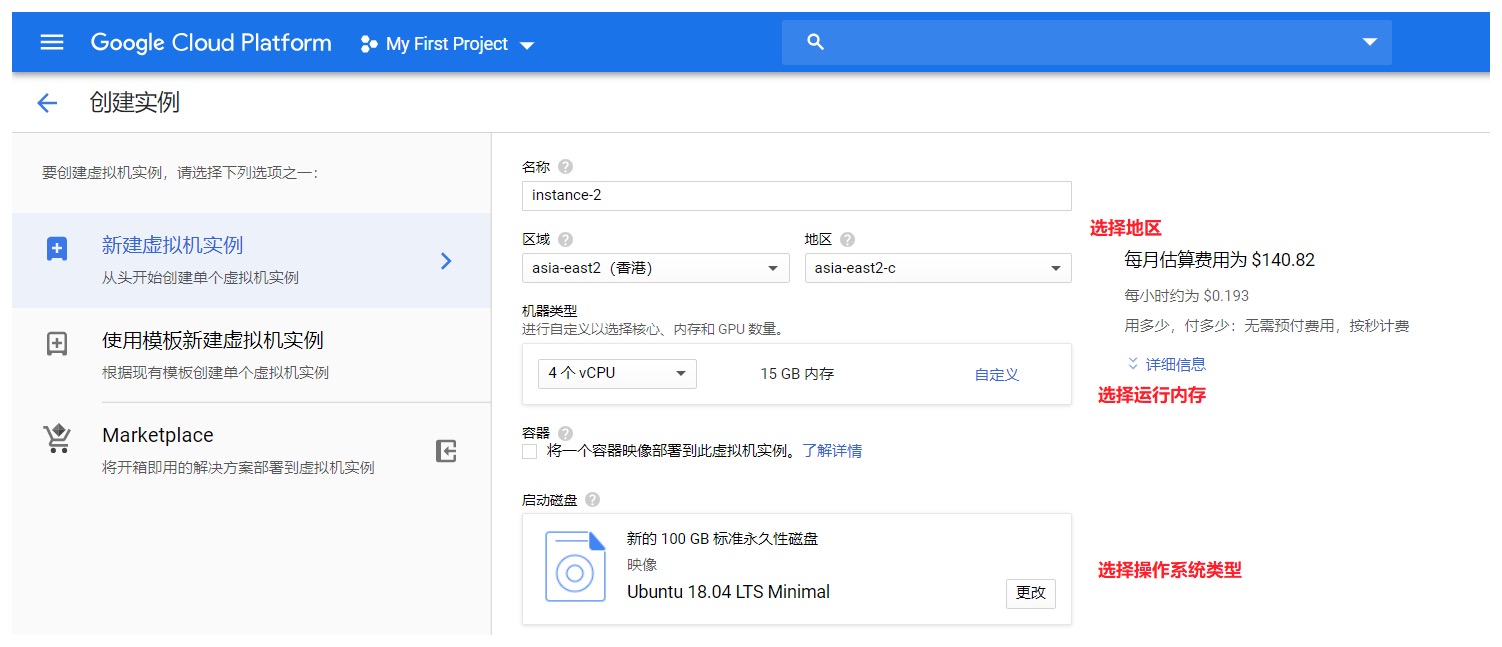 Google Cloud Platform My First Project
创建实例
要创建虚拟机实例，请选择下列选项之一：
新建虚拟机实例
从头开始创建单个虚拟机实例
使用模板新建虚拟机实例
根据现有模板创建单个虚拟机实例
Marketplace
将开箱即用的解决方案部署到虚拟机实例
名称
instance-2
区域 地区
asia-east2（香港） asia-east2-c
机器类型
进行自定义以选择核心、内存和 GPU 数量。
4 个 vCPU 15 GB 内存 自定义
容器
将一个容器映像部署到此虚拟机实例。了解详情
启动磁盘
新的 100 GB 标准永久性磁盘
映像
Ubuntu 18.04 LTS Minimal
更改
选择地区
每月估算费用为 $140.82
每小时约为 $0.193
用多少，付多少：无需预付费用，按秒计费
详细信息
选择运行内存
选择操作系统类型